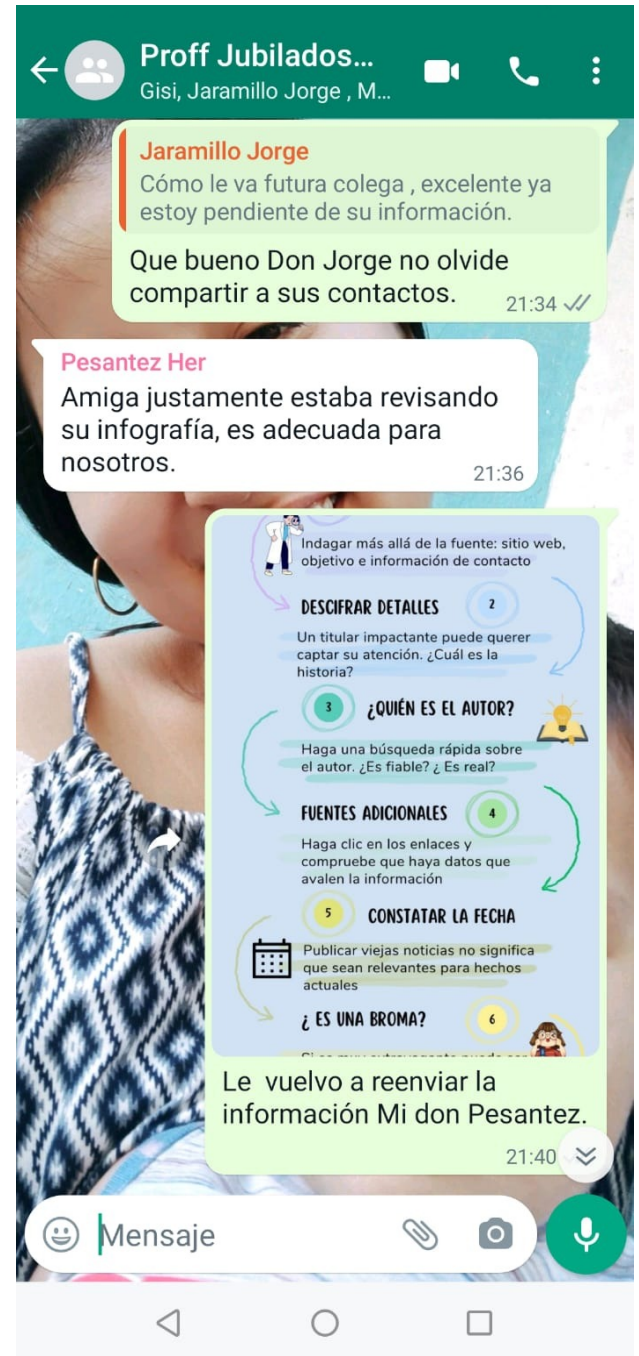 Proff Jubilados...
Gisi, Jaramillo Jorge , M...
Jaramillo Jorge
Cómo le va futura colega , excelente ya
estoy pendiente de su información.
Que bueno Don Jorge no olvide
compartir a sus contactos.
21:34
Pesantez Her
Amiga justamente estaba revisando
su infografía, es adecuada para
nosotros.
21:36
Indagar más allá de la fuente: sitio web,
objetivo e información de contacto
DESCIFRAR DETALLES
2
Un titular impactante puede querer
captar su atención. ¿Cuál es la
historia?
3
¿QUIÉN ES EL AUTOR?
Haga una búsqueda rápida sobre
el autor. ¿Es fiable? ¿ Es real?
FUENTES ADICIONALES
4
Haga clic en los enlaces y
compruebe que haya datos que
avalen la información
5
CONSTATAR LA FECHA
Publicar viejas noticias no significa
que sean relevantes para hechos
actuales
¿ ES UNA BROMA?
6
Le vuelvo a reenviar la
información Mi don Pesantez.
21:40
Mensaje